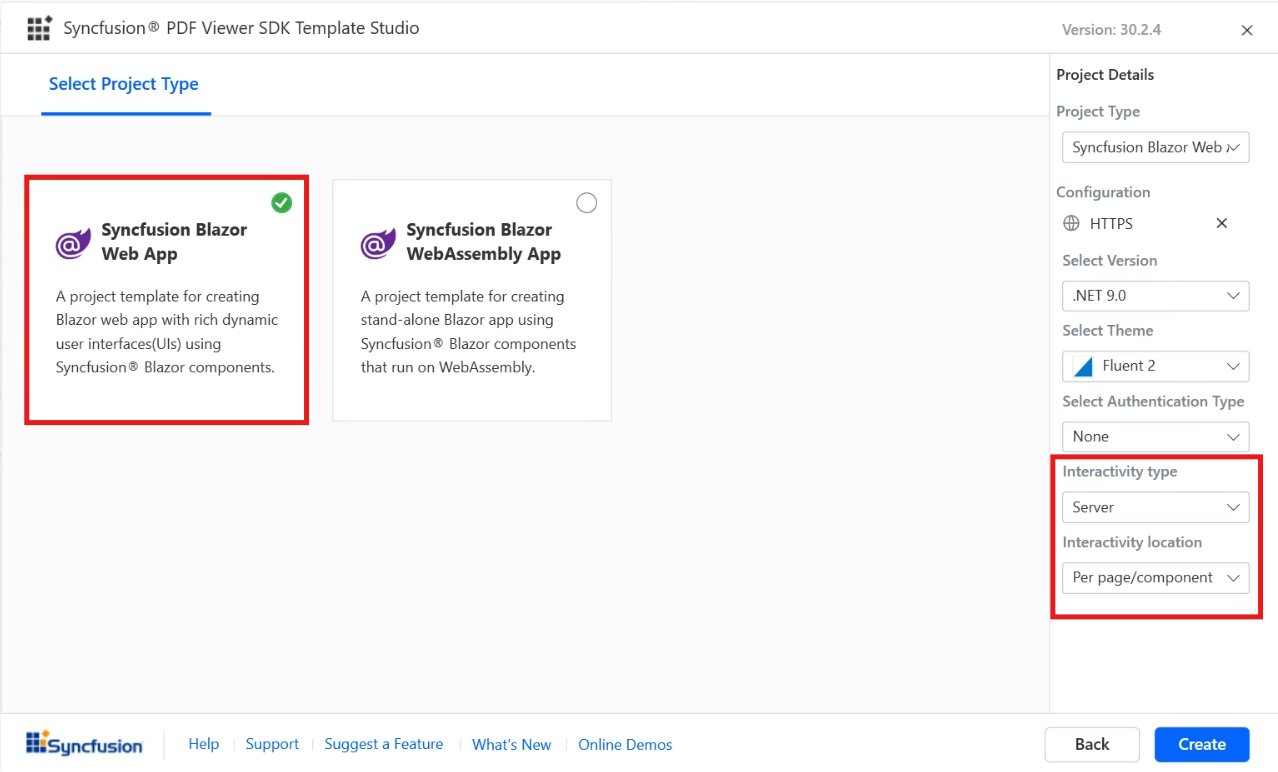 Syncfusion® PDF Viewer SDK Template Studio
Version: 30.2.4
Select Project Type
Syncfusion Blazor
Web App
A project template for creating
Blazor web app with rich dynamic
user interfaces(UIs) using
Syncfusion® Blazor components.
Syncfusion Blazor
WebAssembly App
A project template for creating
stand-alone Blazor app using
Syncfusion® Blazor components
that run on WebAssembly.
Project Details
Project Type
Syncfusion Blazor Web
Configuration
HTTPS
Select Version
.NET 9.0
Select Theme
Fluent 2
Select Authentication Type
None
Interactivity type
Server
Interactivity location
Per page/component
Syncfusion
Help
Support
Suggest a Feature
What's New
Online Demos
Back
Create